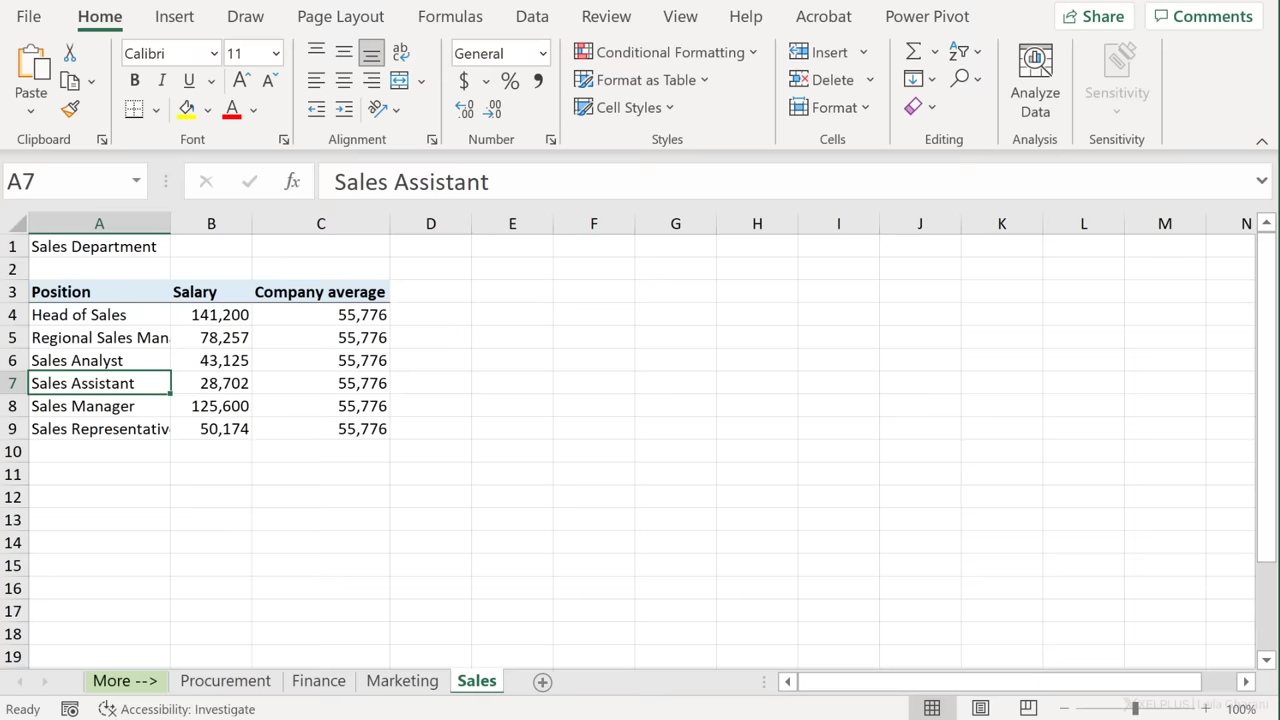 File Home Insert Draw Page Layout Formulas Data Review View Help Acrobat Power Pivot Share Comments
Paste
Clipboard
Calibri 11
B I U A A
A
Font
ab
Alignment
General
$ % ,
Number
Conditional Formatting
Format as Table
Cell Styles
Styles
Insert
Delete
Format
Cells
Editing
Analyze
Data
Analysis
Sensitivity
Sensitivity
A7 fx Sales Assistant
A B C D E F G H I J K L M N
1 Sales Department
2
3 Position Salary Company average
4 Head of Sales 141,200 55,776
5 Regional Sales Man 78,257 55,776
6 Sales Analyst 43,125 55,776
7 Sales Assistant 28,702 55,776
8 Sales Manager 125,600 55,776
9 Sales Representativ 50,174 55,776
10
11
12
13
14
15
16
17
18
19
More --> Procurement Finance Marketing Sales
Ready Accessibility: Investigate 100%